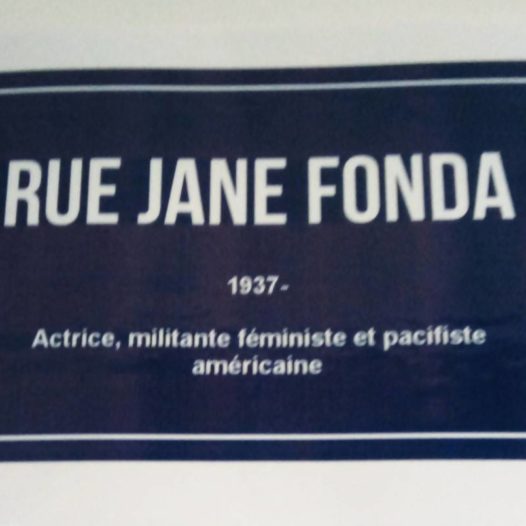 RUE JANE FONDA
1937-
Actrice, militante féministe et pacifiste
américaine